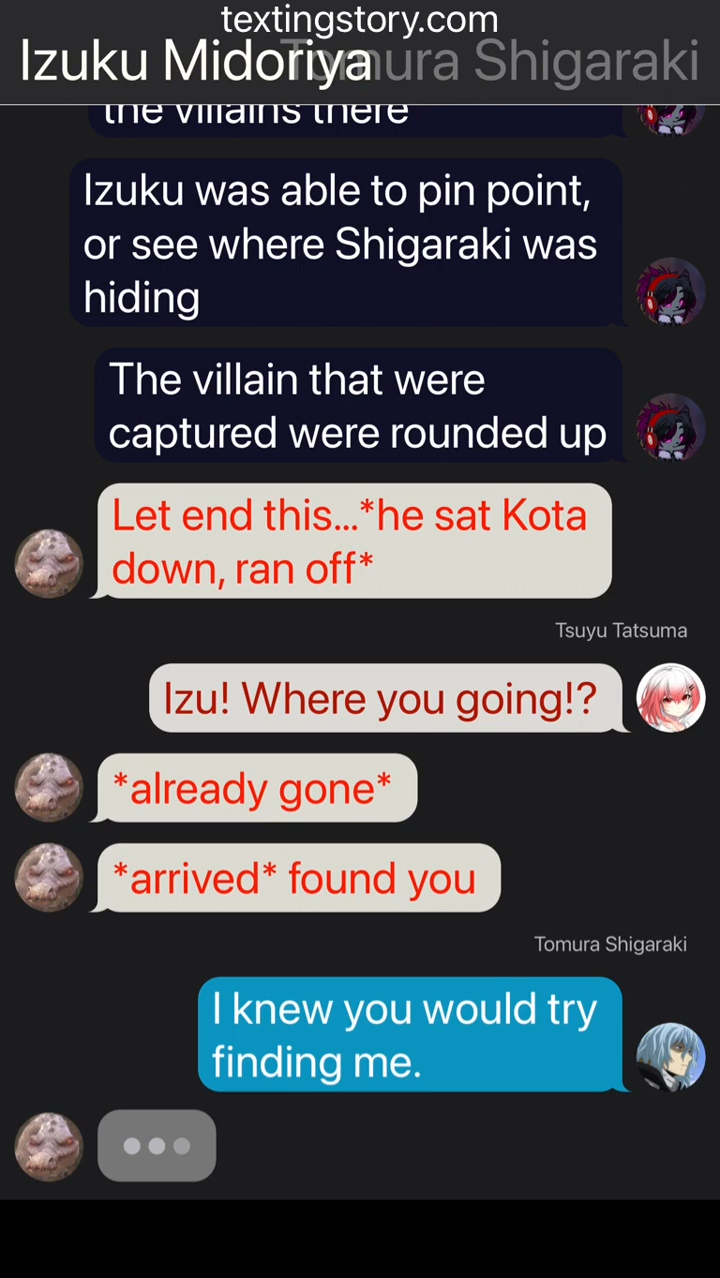 textingstory.com
Izuku Midoriya Tomura Shigaraki
the villains there
Izuku was able to pin point,
or see where Shigaraki was
hiding
The villain that were
captured were rounded up
Let end this...*he sat Kota
down, ran off*
Tsuyu Tatsuma
Izu! Where you going!?
*already gone*
*arrived* found you
Tomura Shigaraki
I knew you would try
finding me.